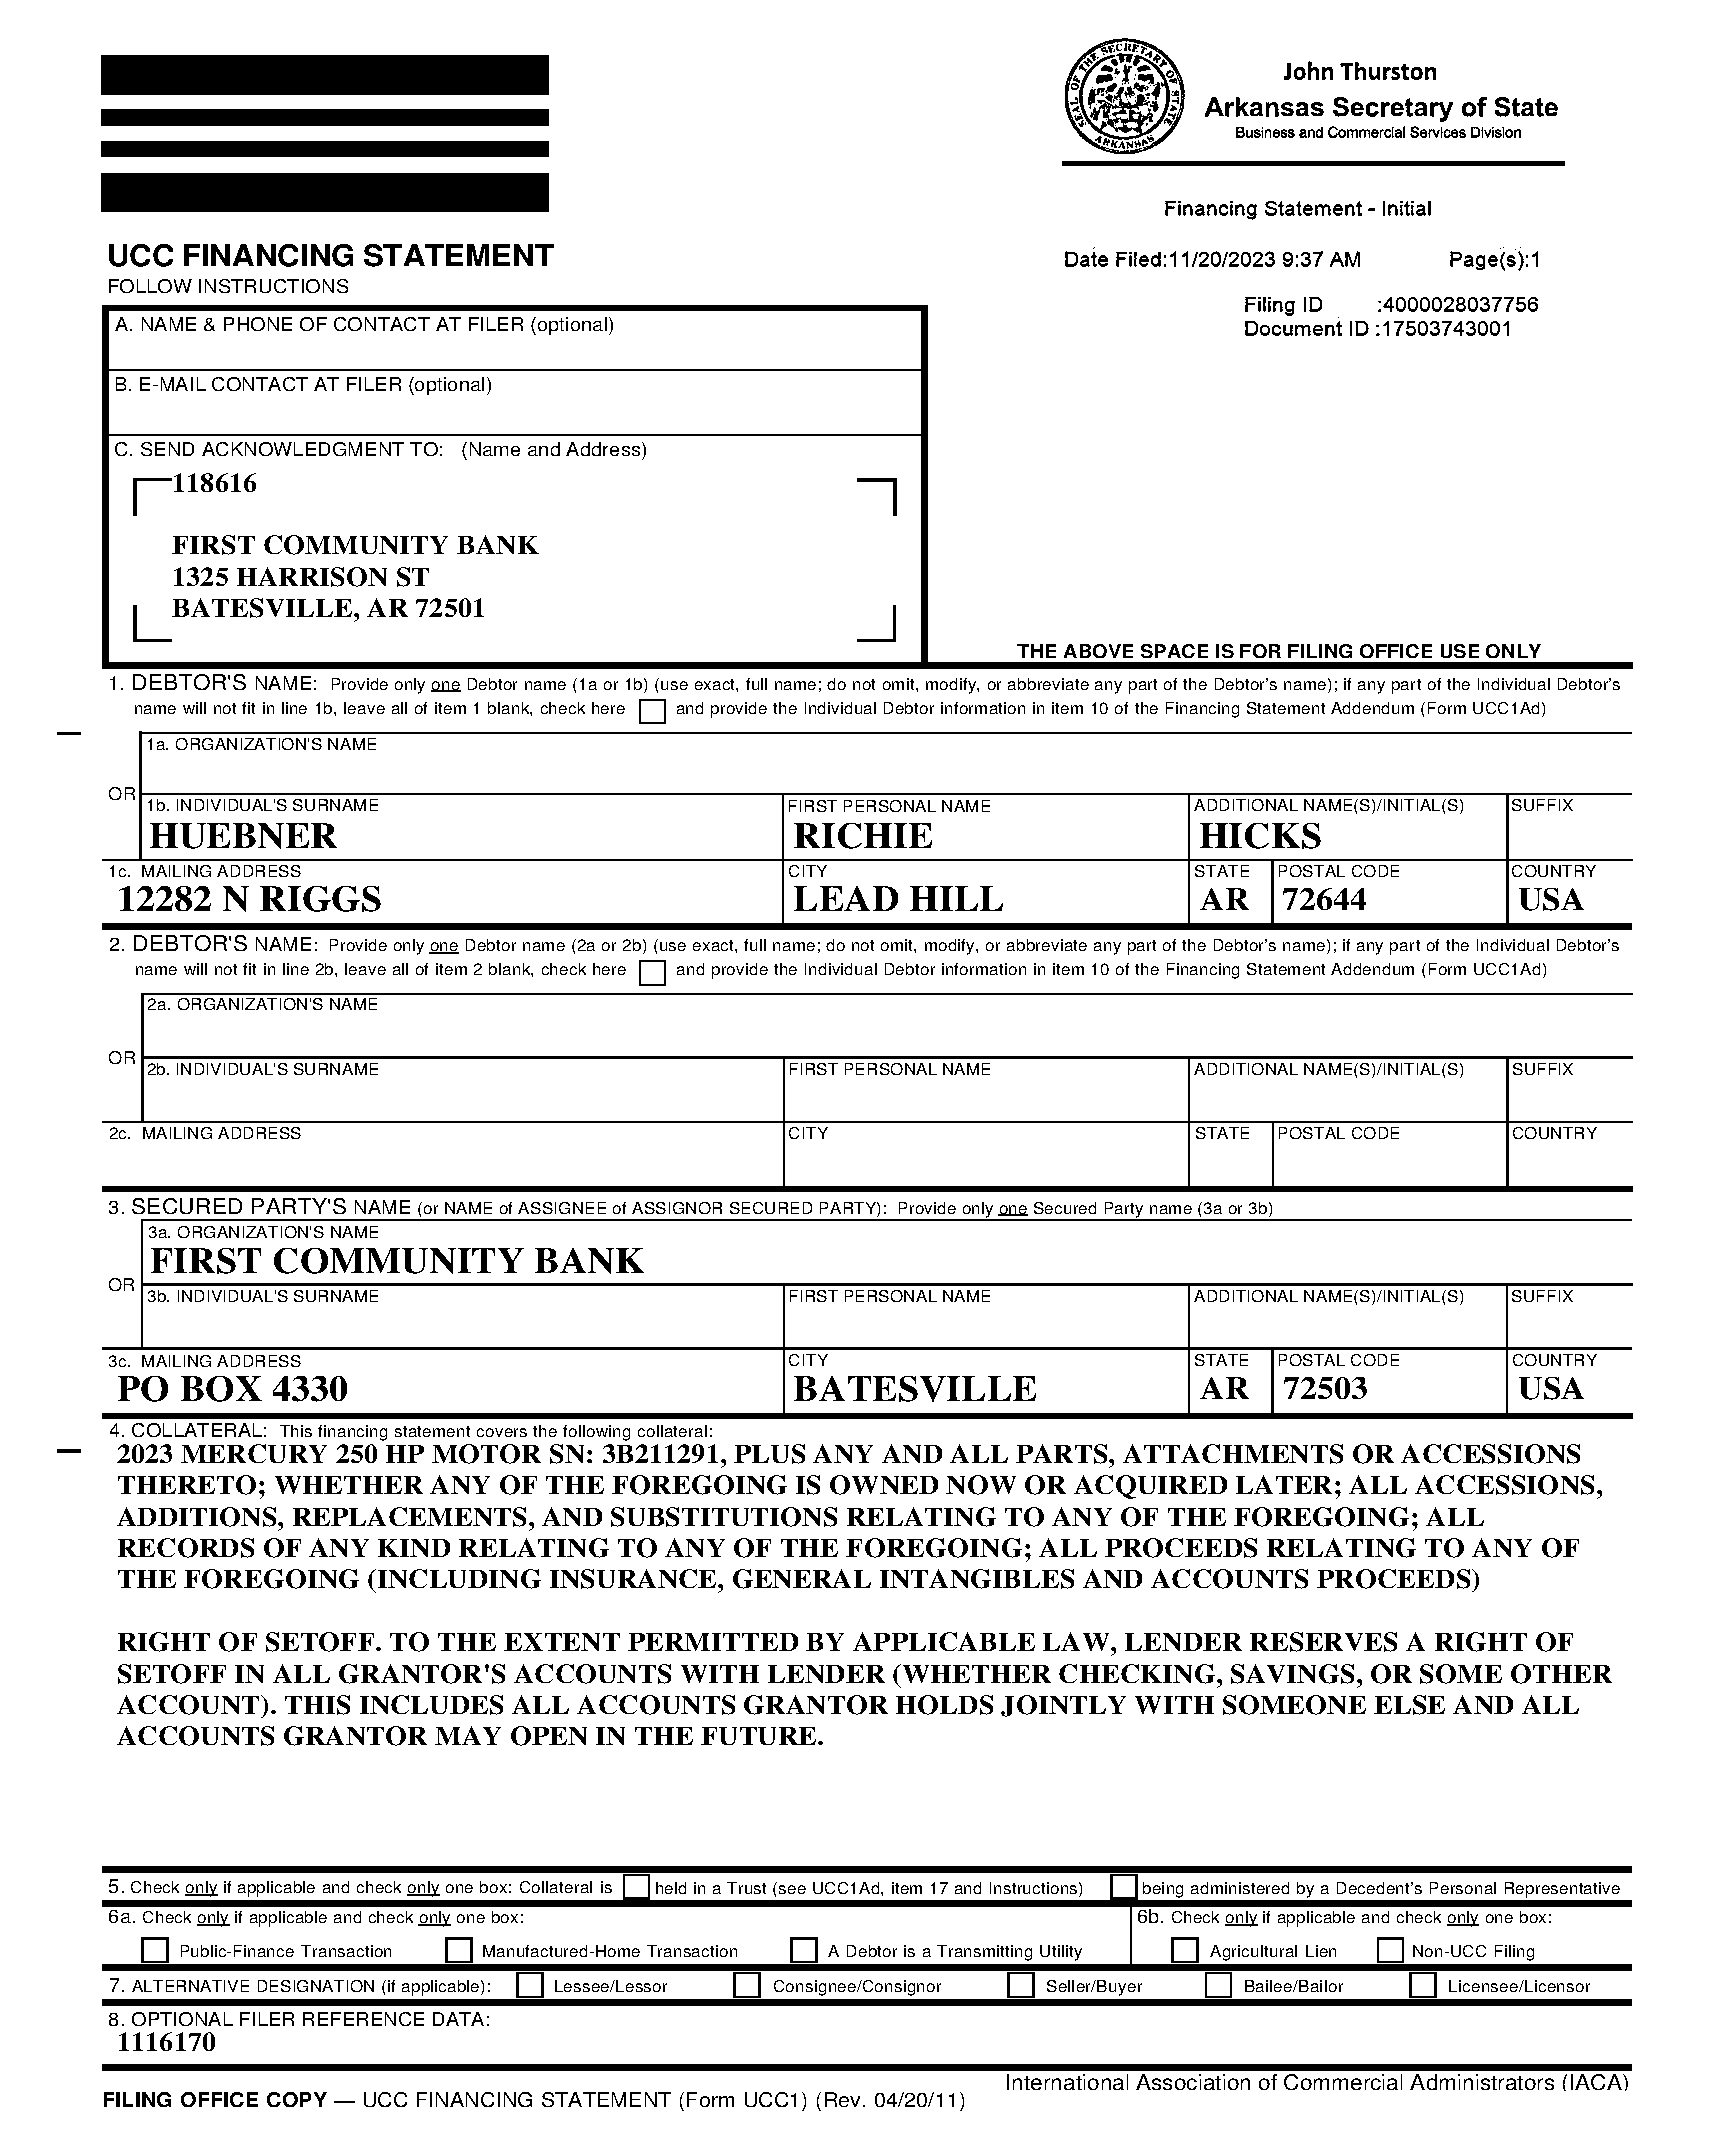 SEAL OF THE SECRETARY OF STATE
ARKANSAS
John Thurston
Arkansas Secretary of State
Business and Commercial Services Division
Financing Statement - Initial
UCC FINANCING STATEMENT
Date Filed:11/20/2023 9:37 AM Page(s):1
FOLLOW INSTRUCTIONS
Filing ID :4000028037756
Document ID :17503743001
A. NAME & PHONE OF CONTACT AT FILER (optional)
B. E-MAIL CONTACT AT FILER (optional)
C. SEND ACKNOWLEDGMENT TO: (Name and Address)
118616
FIRST COMMUNITY BANK
1325 HARRISON ST
BATESVILLE, AR 72501
THE ABOVE SPACE IS FOR FILING OFFICE USE ONLY
1. DEBTOR'S NAME: Provide only one Debtor name (1a or 1b) (use exact, full name; do not omit, modify, or abbreviate any part of the Debtor's name); if any part of the Individual Debtor's
name will not fit in line 1b, leave all of item 1 blank, check here and provide the Individual Debtor information in item 10 of the Financing Statement Addendum (Form UCC1Ad)
1a. ORGANIZATION'S NAME
OR
1b. INDIVIDUAL'S SURNAME FIRST PERSONAL NAME ADDITIONAL NAME(S)/INITIAL(S) SUFFIX
HUEBNER RICHIE HICKS
1c. MAILING ADDRESS CITY STATE POSTAL CODE COUNTRY
12282 N RIGGS LEAD HILL AR 72644 USA
2. DEBTOR'S NAME: Provide only one Debtor name (2a or 2b) (use exact, full name; do not omit, modify, or abbreviate any part of the Debtor's name); if any part of the Individual Debtor's
name will not fit in line 2b, leave all of item 2 blank, check here and provide the Individual Debtor information in item 10 of the Financing Statement Addendum (Form UCC1Ad)
2a. ORGANIZATION'S NAME
OR
2b. INDIVIDUAL'S SURNAME FIRST PERSONAL NAME ADDITIONAL NAME(S)/INITIAL(S) SUFFIX
2c. MAILING ADDRESS CITY STATE POSTAL CODE COUNTRY
3. SECURED PARTY'S NAME (or NAME of ASSIGNEE of ASSIGNOR SECURED PARTY): Provide only one Secured Party name (3a or 3b)
3a. ORGANIZATION'S NAME
FIRST COMMUNITY BANK
OR
3b. INDIVIDUAL'S SURNAME FIRST PERSONAL NAME ADDITIONAL NAME(S)/INITIAL(S) SUFFIX
3c. MAILING ADDRESS CITY STATE POSTAL CODE COUNTRY
PO BOX 4330 BATESVILLE AR 72503 USA
4. COLLATERAL: This financing statement covers the following collateral:
2023 MERCURY 250 HP MOTOR SN: 3B211291, PLUS ANY AND ALL PARTS, ATTACHMENTS OR ACCESSIONS
THERETO; WHETHER ANY OF THE FOREGOING IS OWNED NOW OR ACQUIRED LATER; ALL ACCESSIONS,
ADDITIONS, REPLACEMENTS, AND SUBSTITUTIONS RELATING TO ANY OF THE FOREGOING; ALL
RECORDS OF ANY KIND RELATING TO ANY OF THE FOREGOING; ALL PROCEEDS RELATING TO ANY OF
THE FOREGOING (INCLUDING INSURANCE, GENERAL INTANGIBLES AND ACCOUNTS PROCEEDS)
RIGHT OF SETOFF. TO THE EXTENT PERMITTED BY APPLICABLE LAW, LENDER RESERVES A RIGHT OF
SETOFF IN ALL GRANTOR'S ACCOUNTS WITH LENDER (WHETHER CHECKING, SAVINGS, OR SOME OTHER
ACCOUNT). THIS INCLUDES ALL ACCOUNTS GRANTOR HOLDS JOINTLY WITH SOMEONE ELSE AND ALL
ACCOUNTS GRANTOR MAY OPEN IN THE FUTURE.
5. Check only if applicable and check only one box: Collateral is held in a Trust (see UCC1Ad, item 17 and Instructions) being administered by a Decedent's Personal Representative
6a. Check only if applicable and check only one box: 6b. Check only if applicable and check only one box:
Public-Finance Transaction Manufactured-Home Transaction A Debtor is a Transmitting Utility Agricultural Lien Non-UCC Filing
7. ALTERNATIVE DESIGNATION (if applicable): Lessee/Lessor Consignee/Consignor Seller/Buyer Bailee/Bailor Licensee/Licensor
8. OPTIONAL FILER REFERENCE DATA:
1116170
International Association of Commercial Administrators (IACA)
FILING OFFICE COPY — UCC FINANCING STATEMENT (Form UCC1) (Rev. 04/20/11)